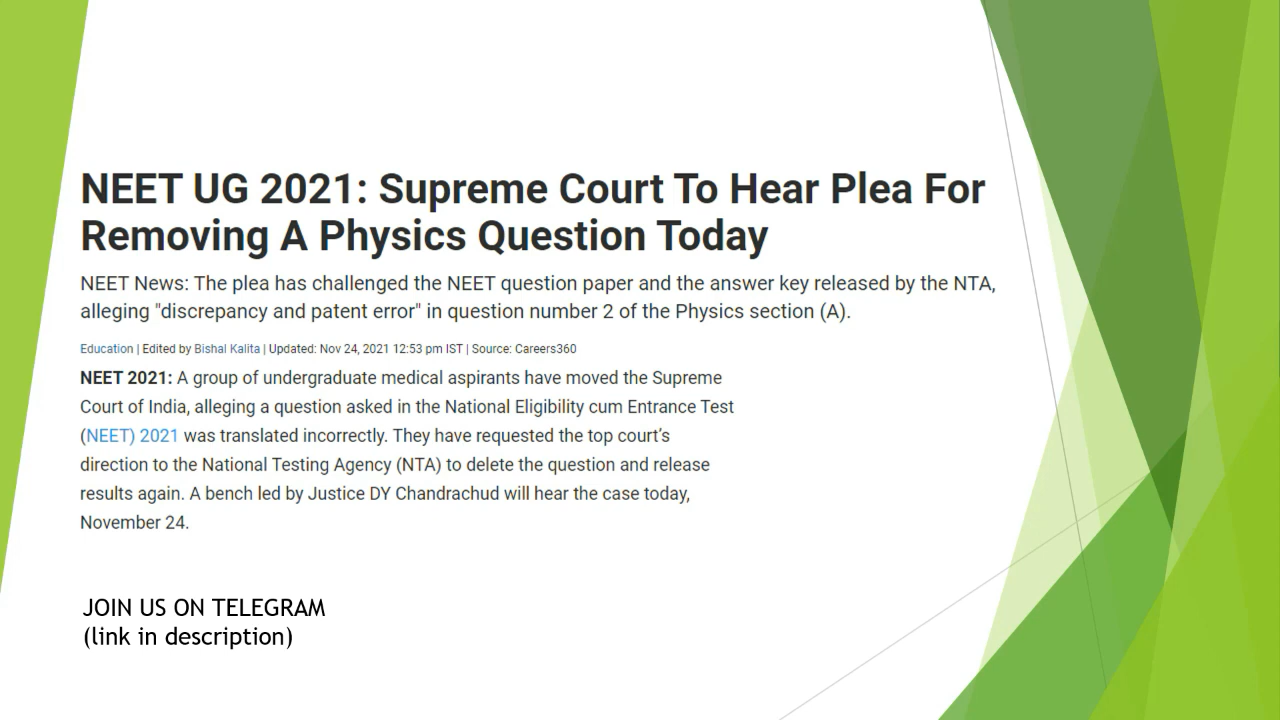 NEET UG 2021: Supreme Court To Hear Plea For
Removing A Physics Question Today
NEET News: The plea has challenged the NEET question paper and the answer key released by the NTA,
alleging "discrepancy and patent error" in question number 2 of the Physics section (A).
Education | Edited by Bishal Kalita | Updated: Nov 24, 2021 12:53 pm IST | Source: Careers360
NEET 2021: A group of undergraduate medical aspirants have moved the Supreme
Court of India, alleging a question asked in the National Eligibility cum Entrance Test
(NEET) 2021 was translated incorrectly. They have requested the top court’s
direction to the National Testing Agency (NTA) to delete the question and release
results again. A bench led by Justice DY Chandrachud will hear the case today,
November 24.
JOIN US ON TELEGRAM
(link in description)